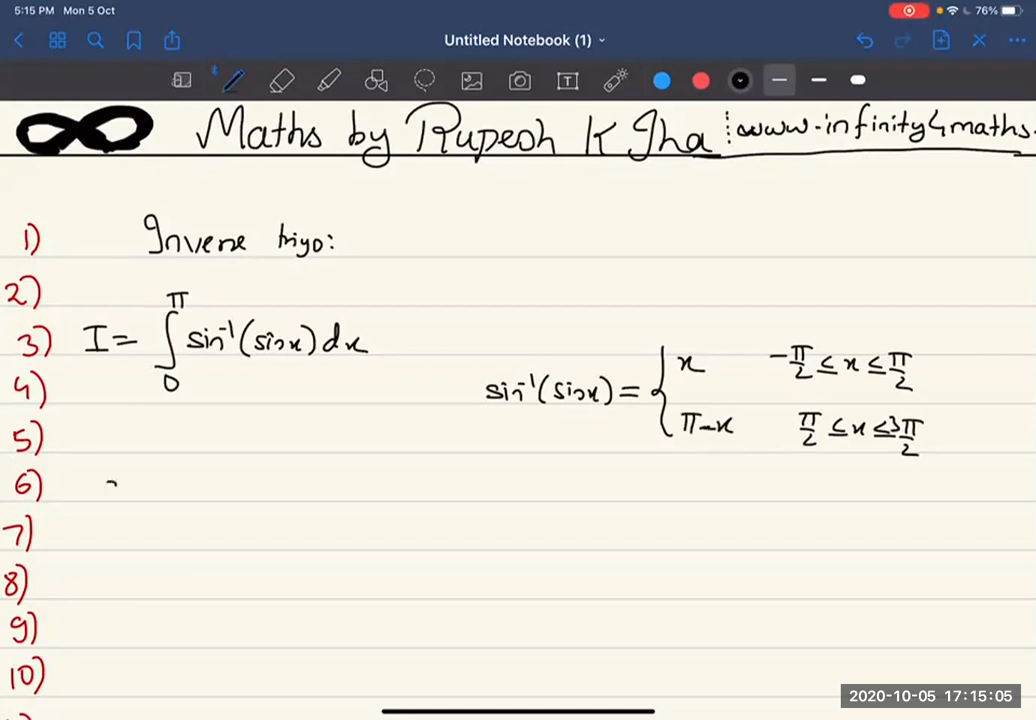 5:15 PM Mon 5 Oct
76%
Untitled Notebook (1)
Maths by Rupesh K Jha www.infinity4maths.
1) Inverse trigo:
2)
3) I = ∫₀^π sin⁻¹(sinx) dx
4) sin⁻¹(sinx) = { x   -π/2 ≤ x ≤ π/2
5) π-x   π/2 ≤ x ≤ 3π/2
6)
7)
8)
9)
10)
2020-10-05 17:15:05